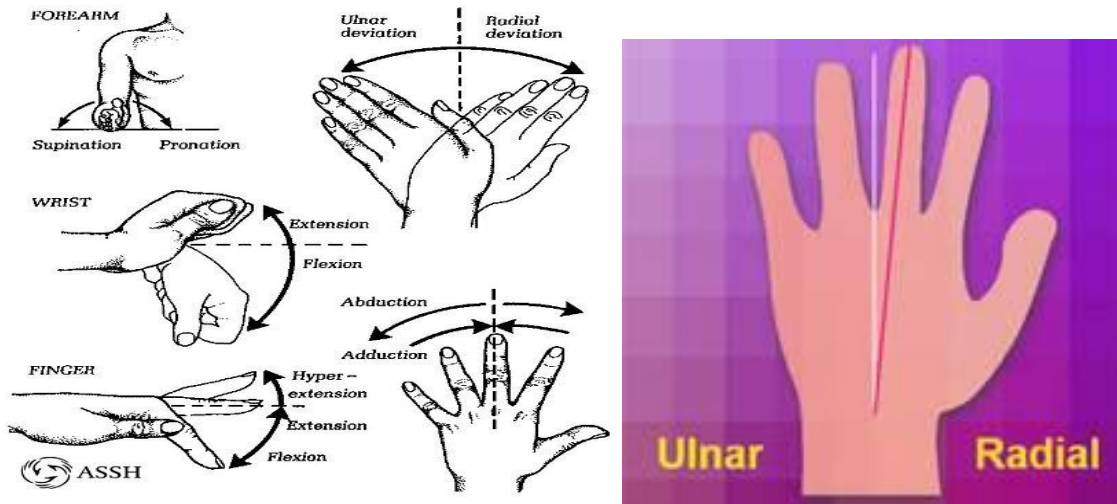 FOREARM
Supination
Pronation
Ulnar
deviation
Radial
deviation
WRIST
Extension
Flexion
FINGER
Hyper-
extension
Extension
Flexion
ASSH
Abduction
Adduction
Ulnar
Radial